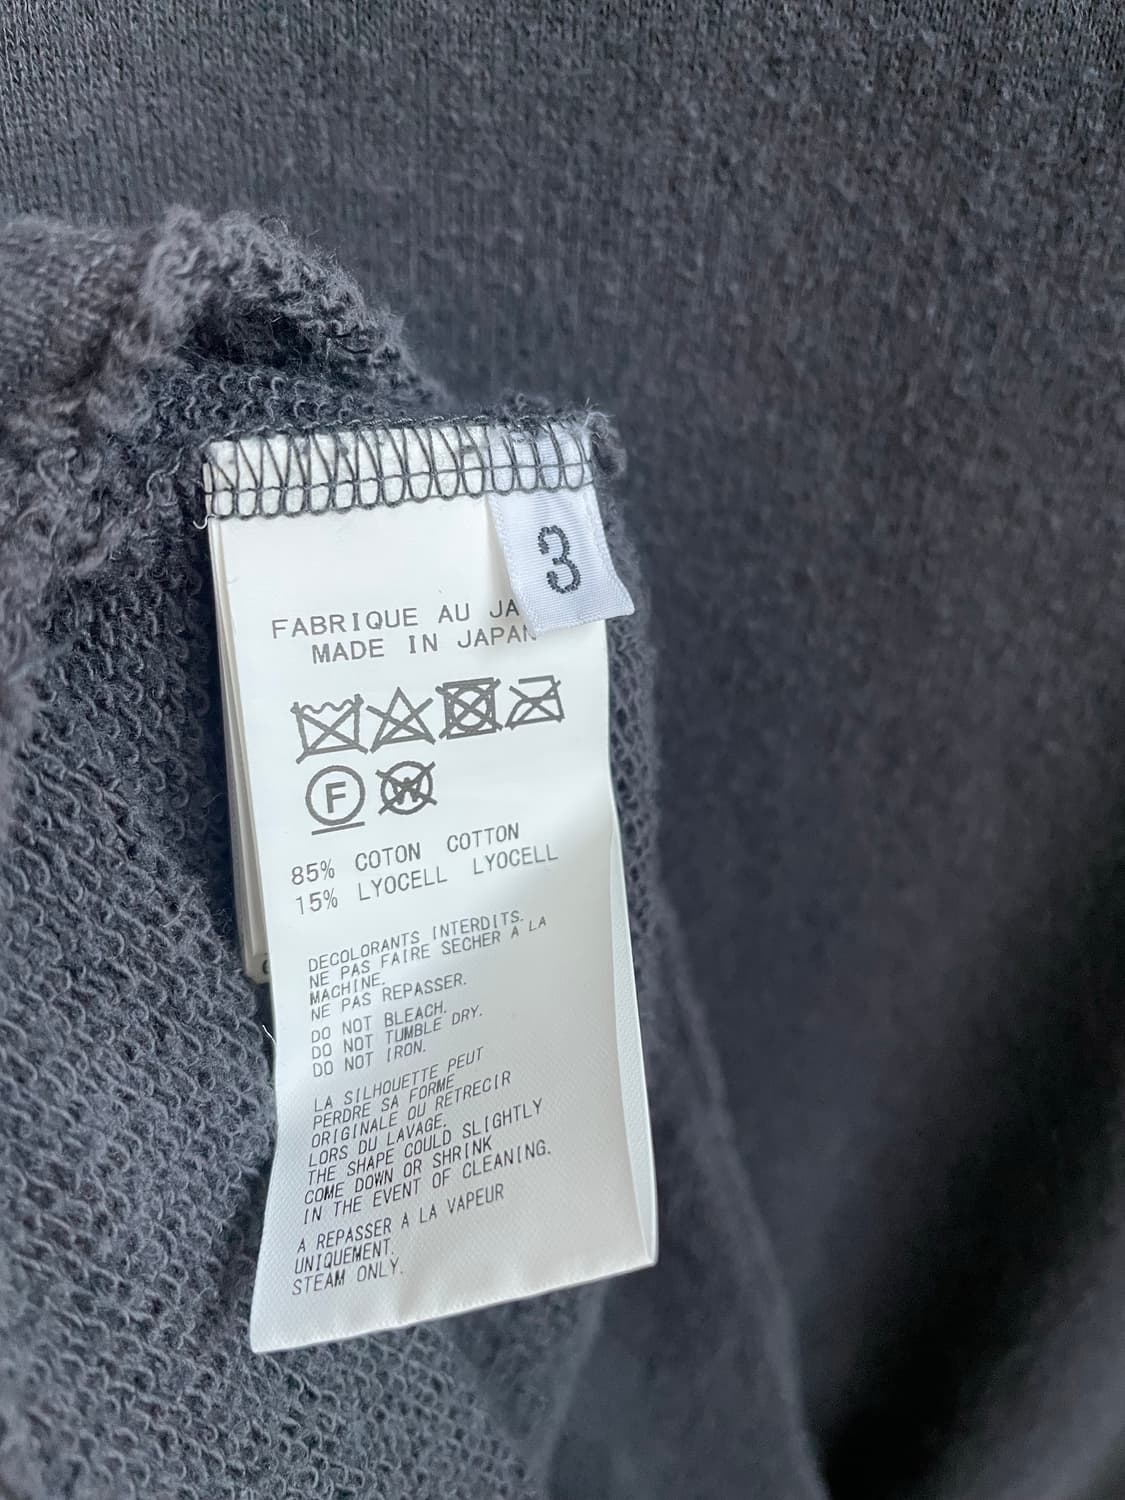 3
FABRIQUE AU JA
MADE IN JAPAN
F W
85% COTON COTTON
15% LYOCELL LYOCELL
DECOLORANTS INTERDITS.
NE PAS FAIRE SECHER A LA
MACHINE.
NE PAS REPASSER.
DO NOT BLEACH.
DO NOT TUMBLE DRY.
DO NOT IRON.
LA SILHOUETTE PEUT
PERDRE SA FORME
ORIGINALE OU RETRECIR
LORS DU LAVAGE.
THE SHAPE COULD SLIGHTLY
COME DOWN OR SHRINK
IN THE EVENT OF CLEANING.
A REPASSER A LA VAPEUR
UNIQUEMENT.
STEAM ONLY.